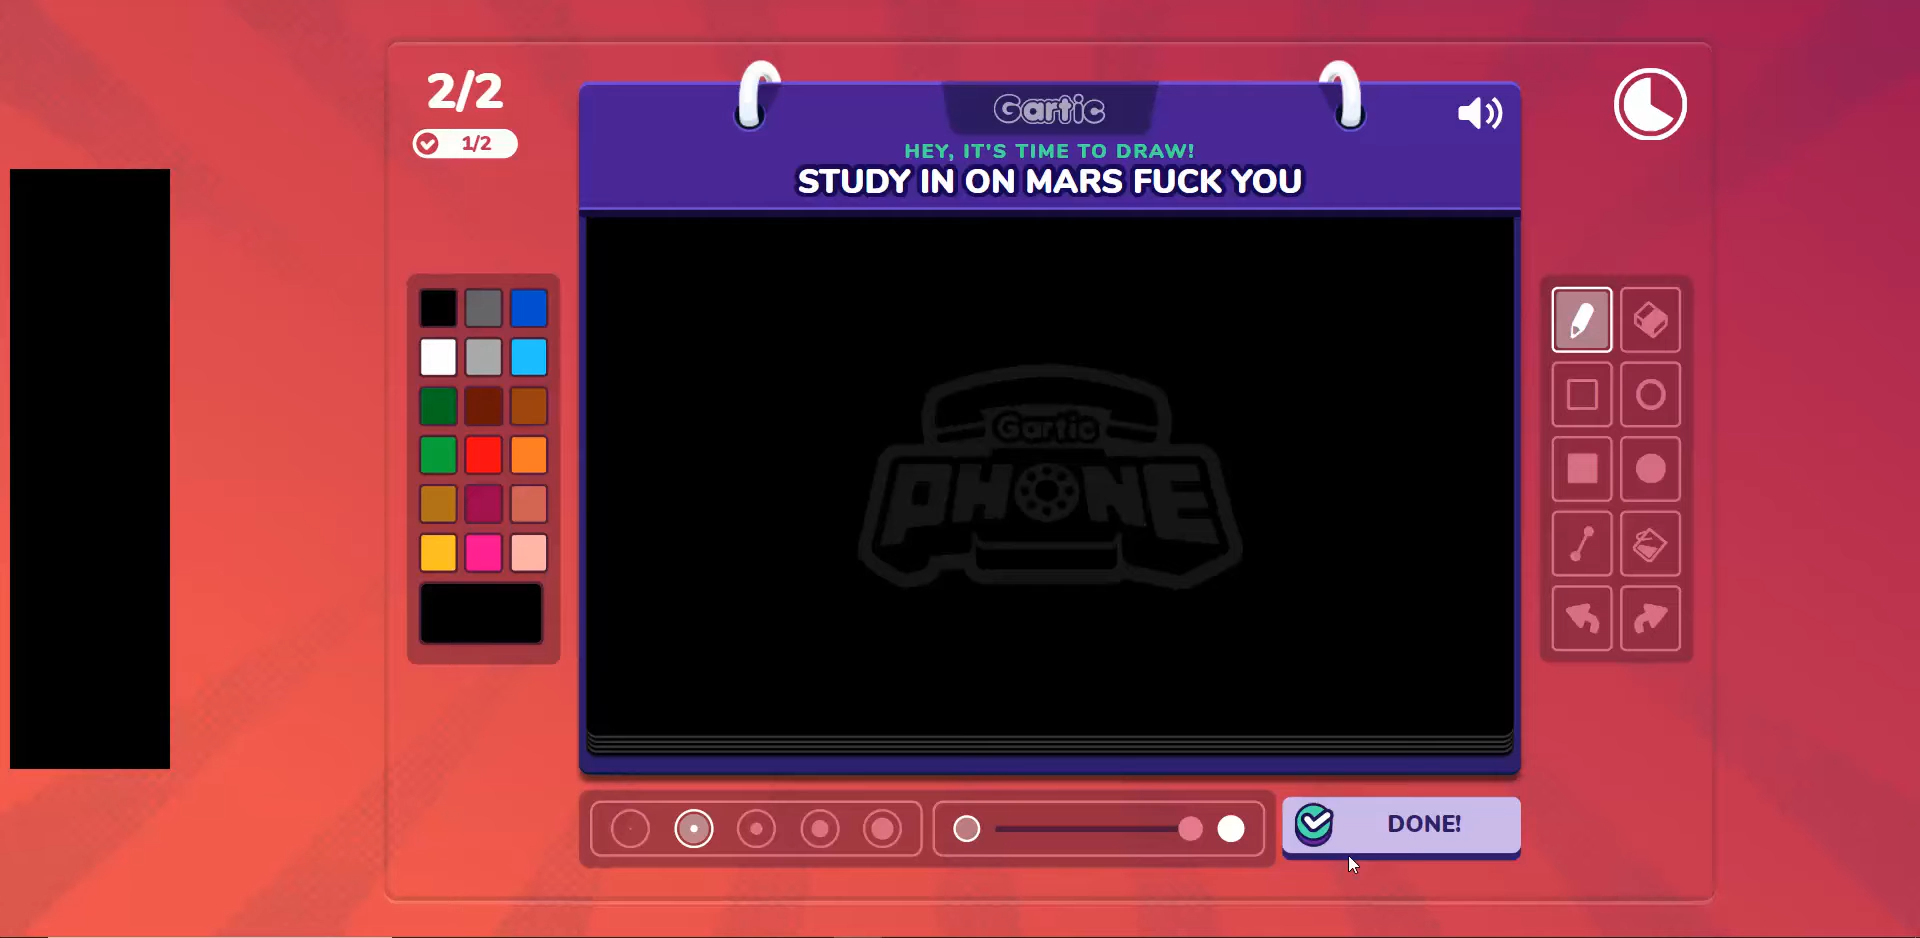 2/2
1/2
Gartic
HEY, IT'S TIME TO DRAW!
STUDY IN ON MARS FUCK YOU
Gartic
PHONE
DONE!